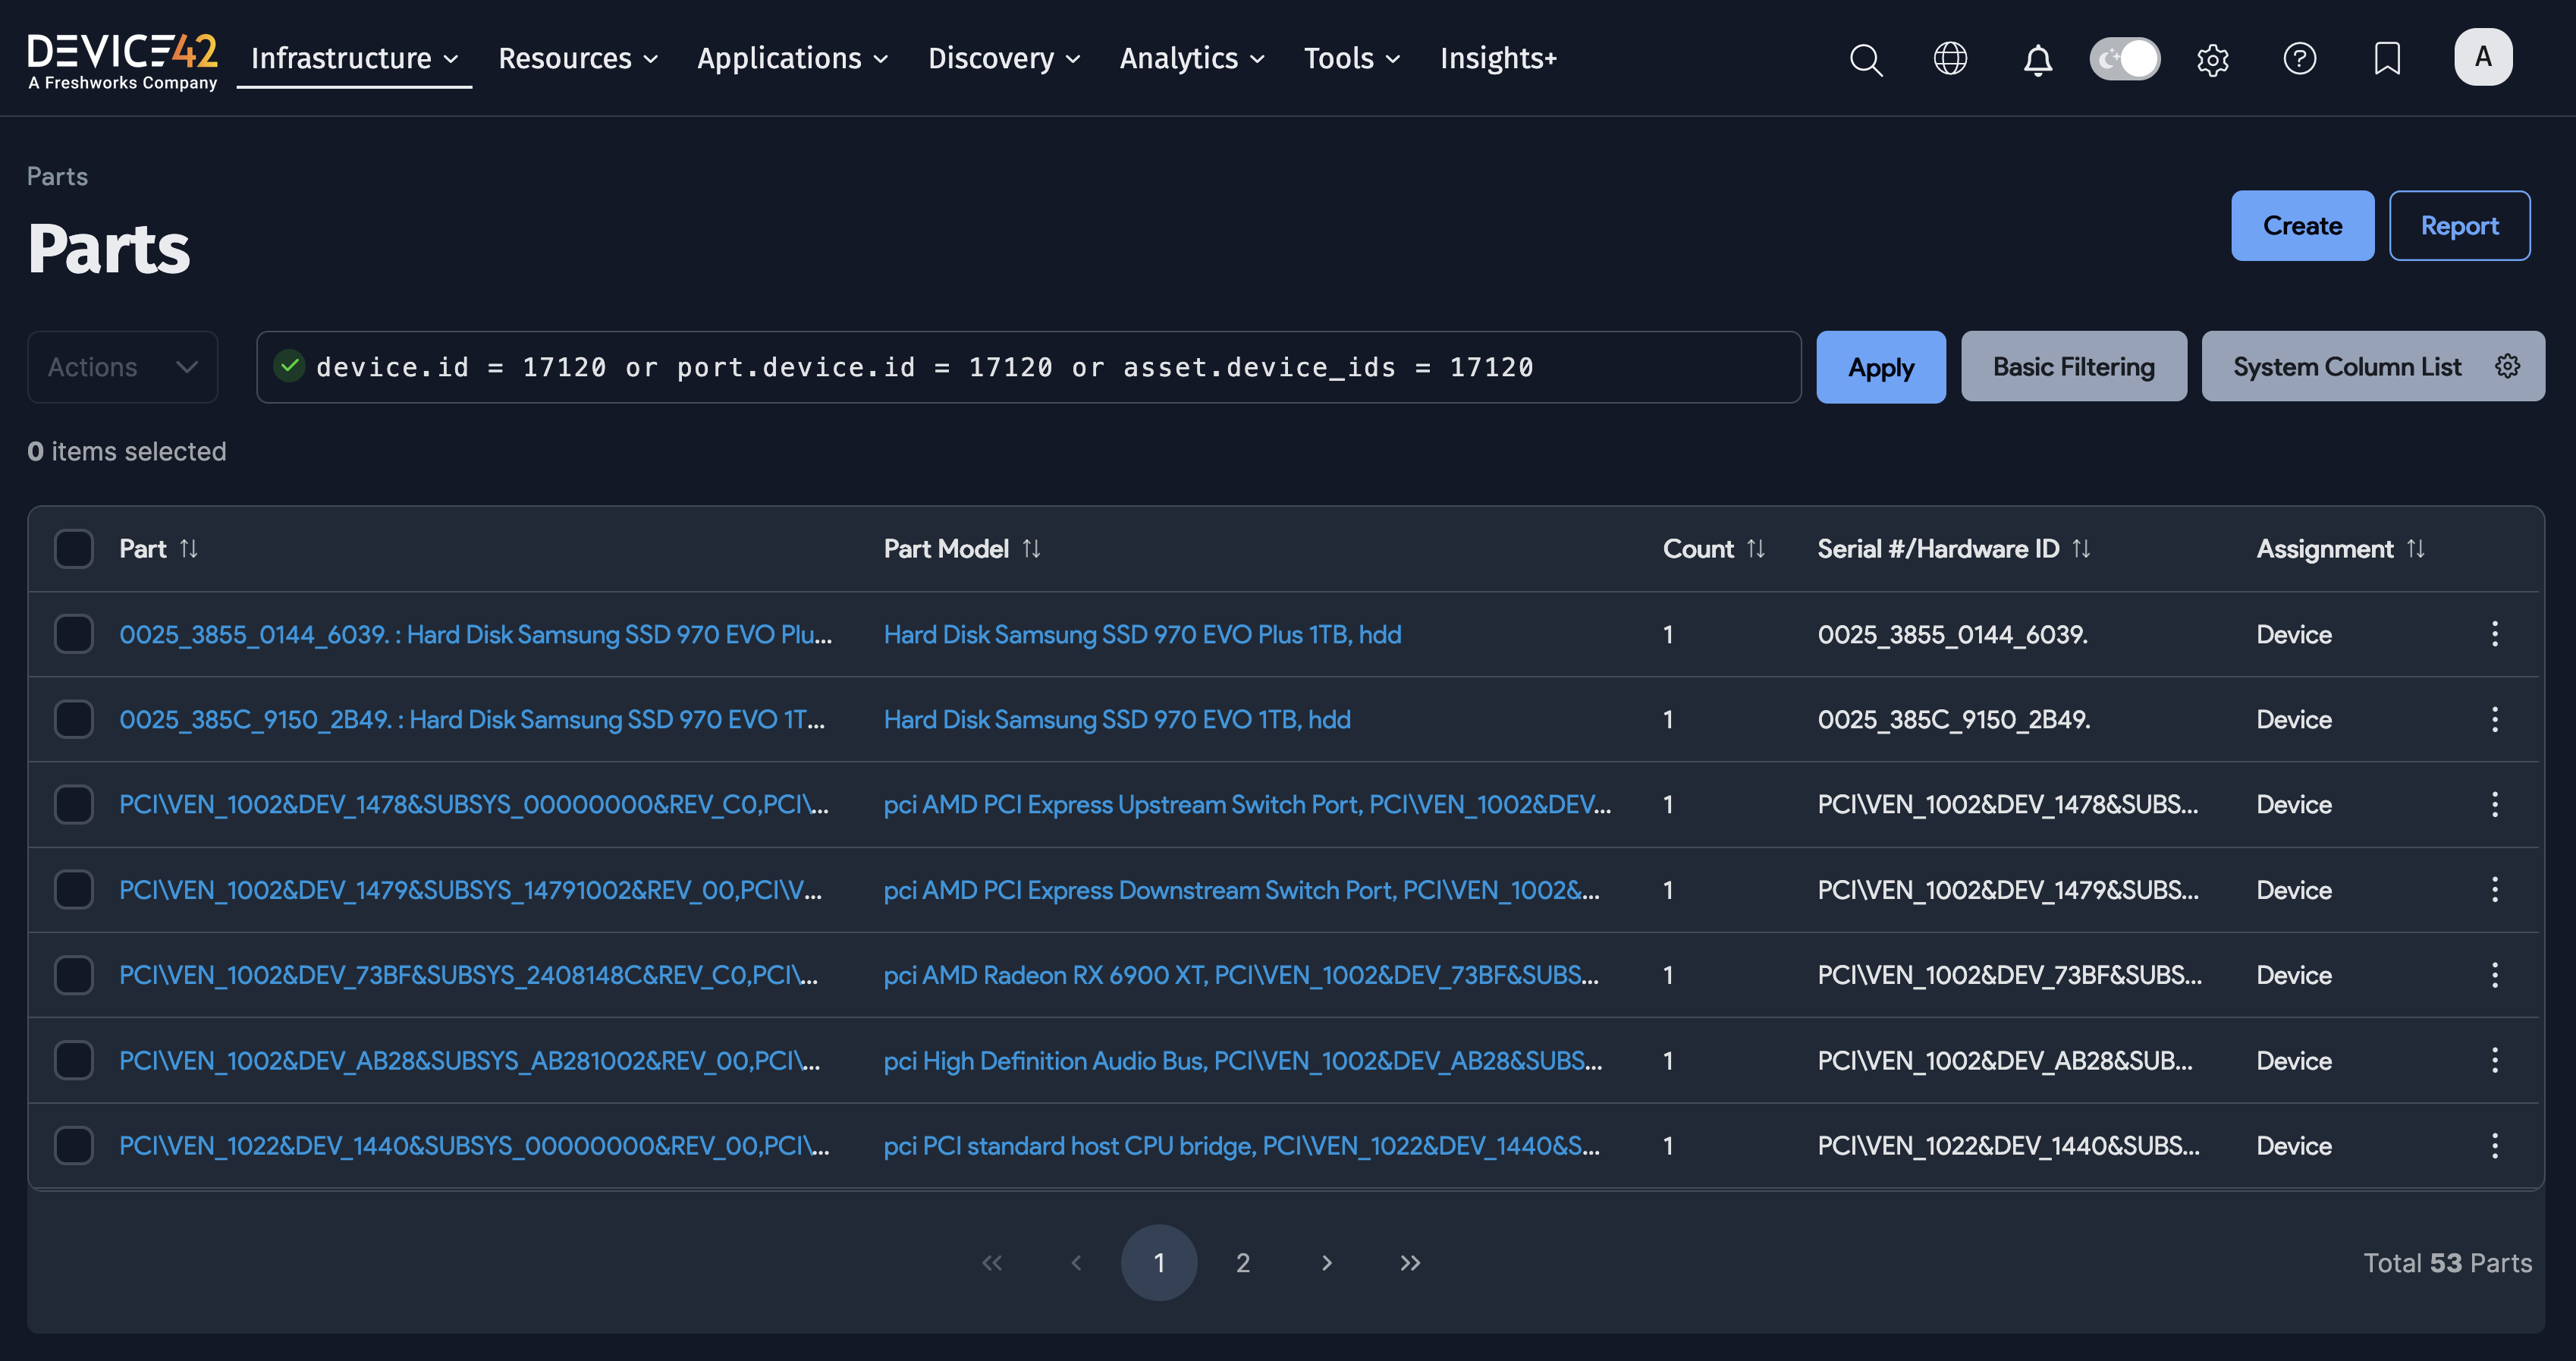 DEVICE42
A Freshworks Company
Infrastructure Resources Applications Discovery Analytics Tools Insights+
A
Parts
Parts
Create Report
Actions
device.id = 17120 or port.device.id = 17120 or asset.device_ids = 17120
Apply Basic Filtering System Column List
0 items selected
Part Part Model Count Serial #/Hardware ID Assignment
0025_3855_0144_6039. : Hard Disk Samsung SSD 970 EVO Plu... Hard Disk Samsung SSD 970 EVO Plus 1TB, hdd 1 0025_3855_0144_6039. Device
0025_385C_9150_2B49. : Hard Disk Samsung SSD 970 EVO 1T... Hard Disk Samsung SSD 970 EVO 1TB, hdd 1 0025_385C_9150_2B49. Device
PCI\VEN_1002&DEV_1478&SUBSYS_00000000&REV_C0,PCI\... pci AMD PCI Express Upstream Switch Port, PCI\VEN_1002&DEV... 1 PCI\VEN_1002&DEV_1478&SUBS... Device
PCI\VEN_1002&DEV_1479&SUBSYS_14791002&REV_00,PCI\V... pci AMD PCI Express Downstream Switch Port, PCI\VEN_1002&... 1 PCI\VEN_1002&DEV_1479&SUBS... Device
PCI\VEN_1002&DEV_73BF&SUBSYS_2408148C&REV_C0,PCI\... pci AMD Radeon RX 6900 XT, PCI\VEN_1002&DEV_73BF&SUBS... 1 PCI\VEN_1002&DEV_73BF&SUBS... Device
PCI\VEN_1002&DEV_AB28&SUBSYS_AB281002&REV_00,PCI\... pci High Definition Audio Bus, PCI\VEN_1002&DEV_AB28&SUBS... 1 PCI\VEN_1002&DEV_AB28&SUB... Device
PCI\VEN_1022&DEV_1440&SUBSYS_00000000&REV_00,PCI\... pci PCI standard host CPU bridge, PCI\VEN_1022&DEV_1440&S... 1 PCI\VEN_1022&DEV_1440&SUBS... Device
« ‹ 1 2 › » Total 53 Parts